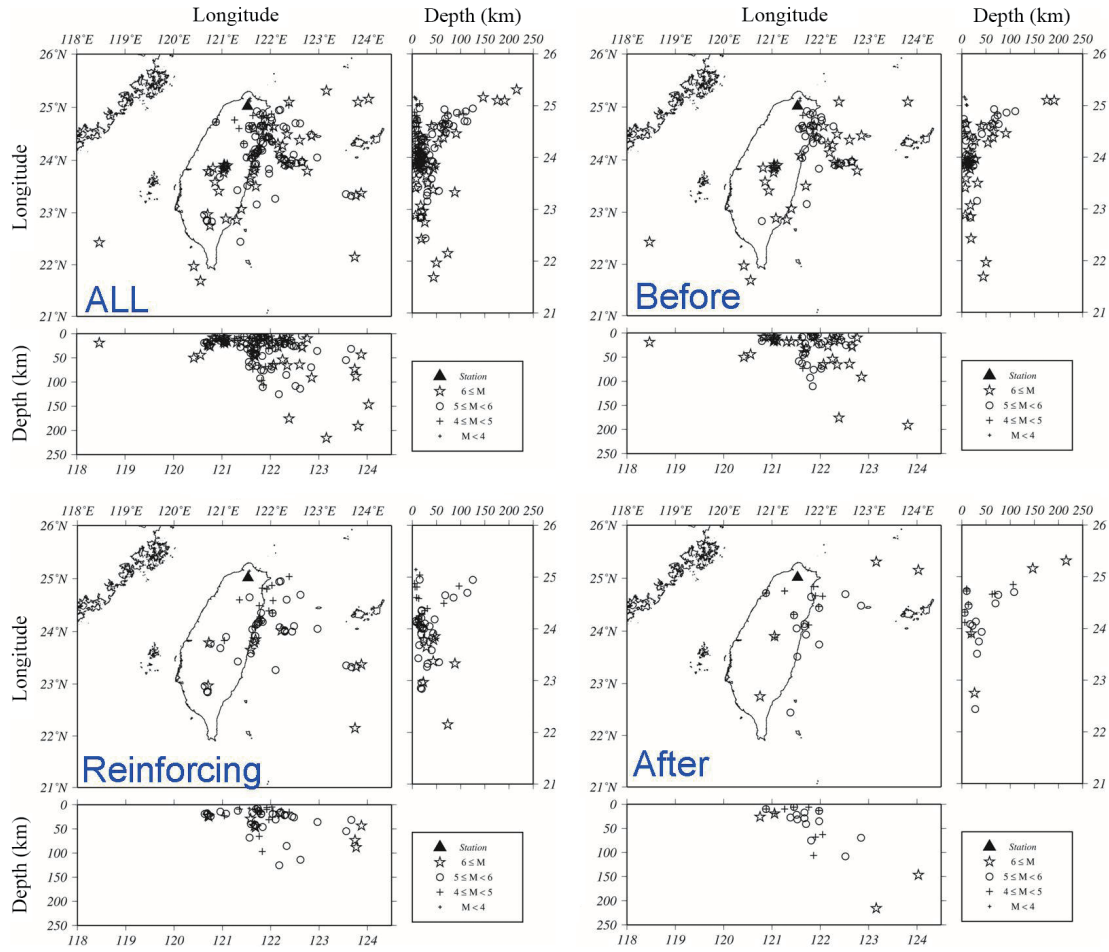 Longitude Depth (km) Longitude Depth (km)
118°E 119°E 120°E 121°E 122°E 123°E 124°E 0 50 100 150 200 250 118°E 119°E 120°E 121°E 122°E 123°E 124°E 0 50 100 150 200 250
26°N 26 26°N 26
25°N 25 25°N 25
24°N 24 24°N 24
23°N 23 23°N 23
22°N 22 22°N 22
21°N 21 21°N 21
Longitude
ALL
Before
0
50
100
150
200
250
Depth (km)
118 119 120 121 122 123 124
Station
6 ≤ M
5 ≤ M < 6
4 ≤ M < 5
M < 4
0
50
100
150
200
250
118 119 120 121 122 123 124
Station
6 ≤ M
5 ≤ M < 6
4 ≤ M < 5
M < 4
118°E 119°E 120°E 121°E 122°E 123°E 124°E 0 50 100 150 200 250 118°E 119°E 120°E 121°E 122°E 123°E 124°E 0 50 100 150 200 250
26°N 26 26°N 26
25°N 25 25°N 25
24°N 24 24°N 24
23°N 23 23°N 23
22°N 22 22°N 22
21°N 21 21°N 21
Longitude
Reinforcing
After
0
50
100
150
200
250
Depth (km)
118 119 120 121 122 123 124
Station
6 ≤ M
5 ≤ M < 6
4 ≤ M < 5
M < 4
0
50
100
150
200
250
118 119 120 121 122 123 124
Station
6 ≤ M
5 ≤ M < 6
4 ≤ M < 5
M < 4